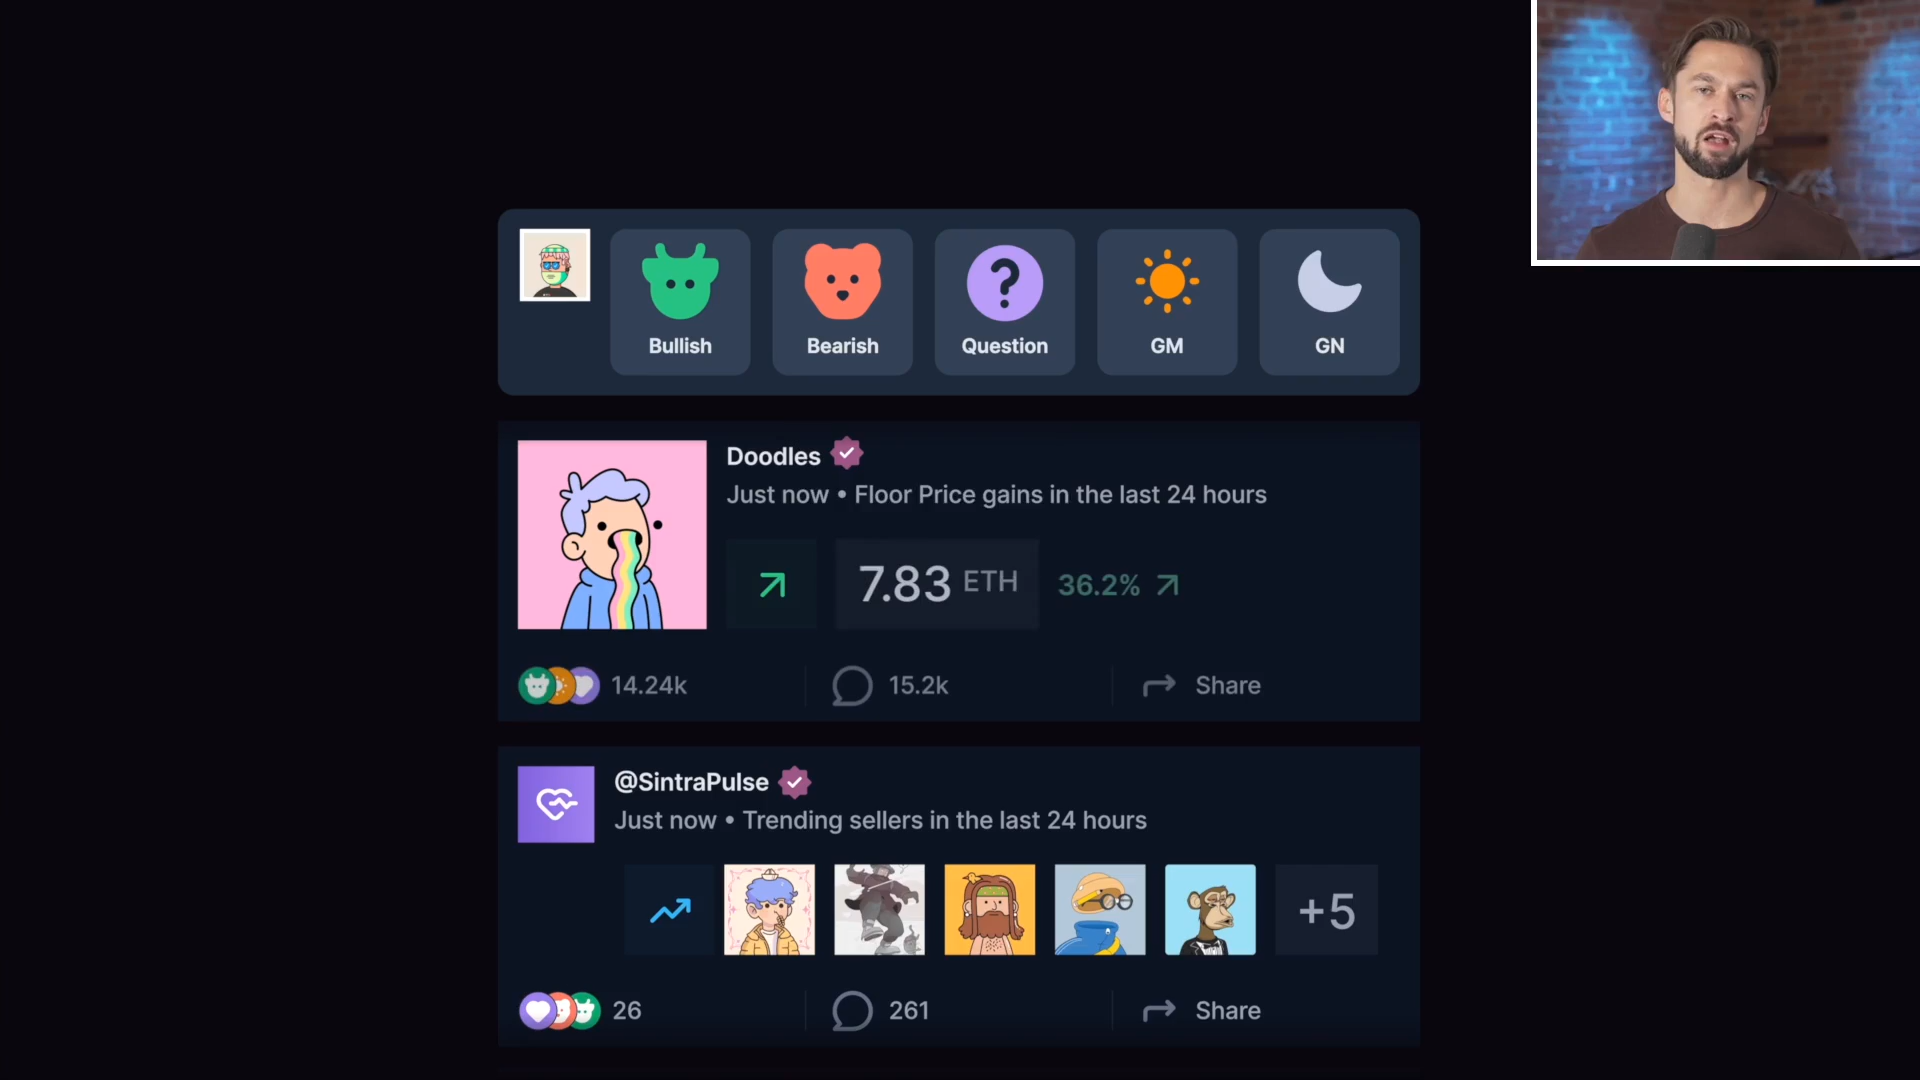 Bullish
Bearish
Question
GM
GN
Doodles
Just now • Floor Price gains in the last 24 hours
7.83 ETH 36.2%
14.24k
15.2k
Share
@SintraPulse
Just now • Trending sellers in the last 24 hours
+5
26
261
Share